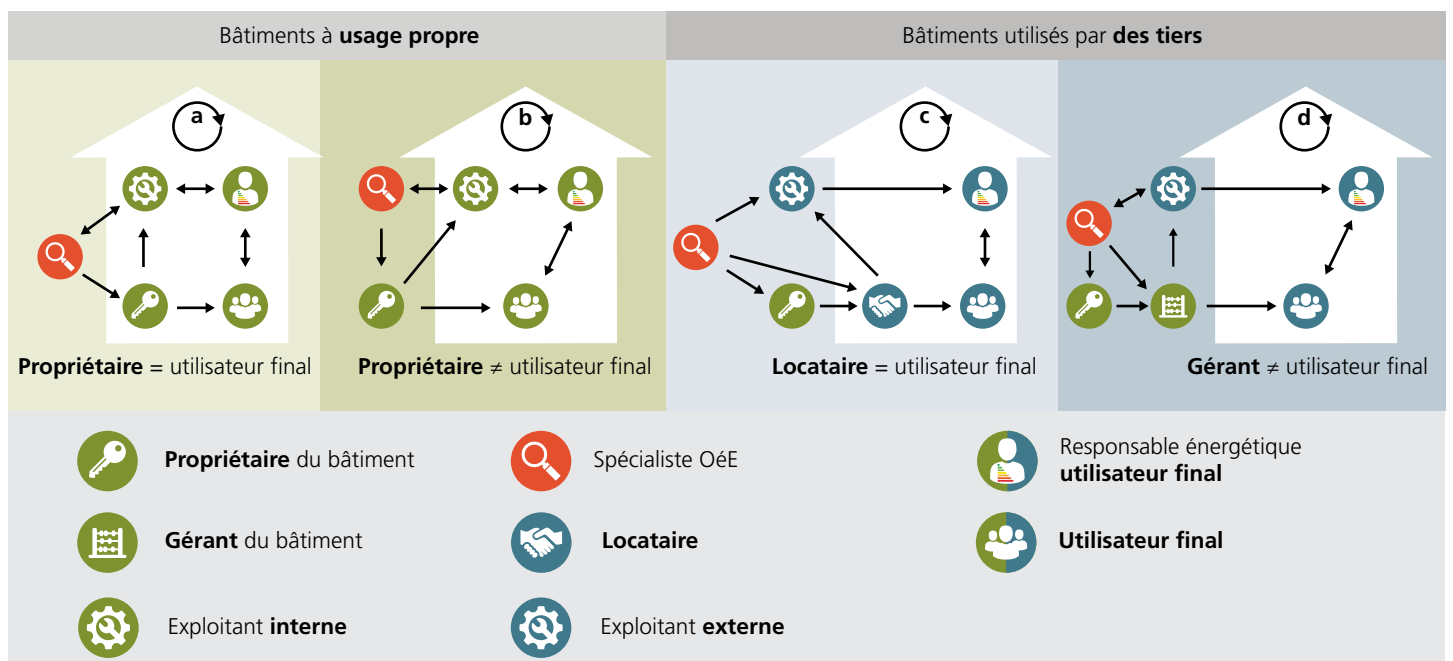 Bâtiments à usage propre
Bâtiments utilisés par des tiers
a
b
c
d
Propriétaire = utilisateur final
Propriétaire ≠ utilisateur final
Locataire = utilisateur final
Gérant ≠ utilisateur final
Propriétaire du bâtiment
Spécialiste OéE
Responsable énergétique
utilisateur final
Gérant du bâtiment
Locataire
Utilisateur final
Exploitant interne
Exploitant externe